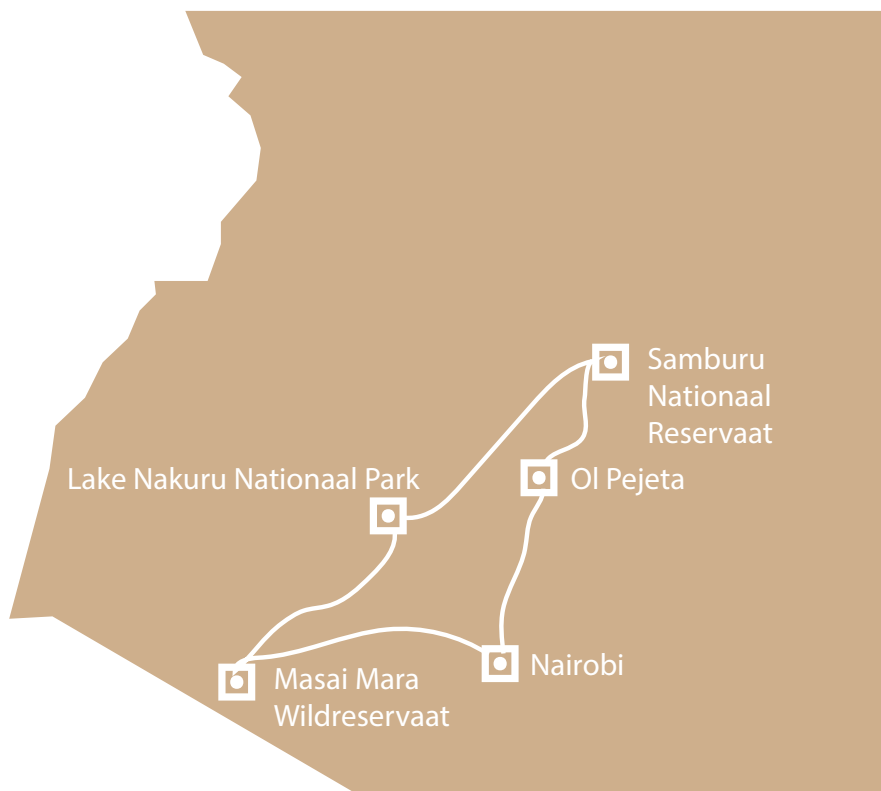 Samburu
Nationaal
Reservaat
Lake Nakuru Nationaal Park
Ol Pejeta
Nairobi
Masai Mara
Wildreservaat